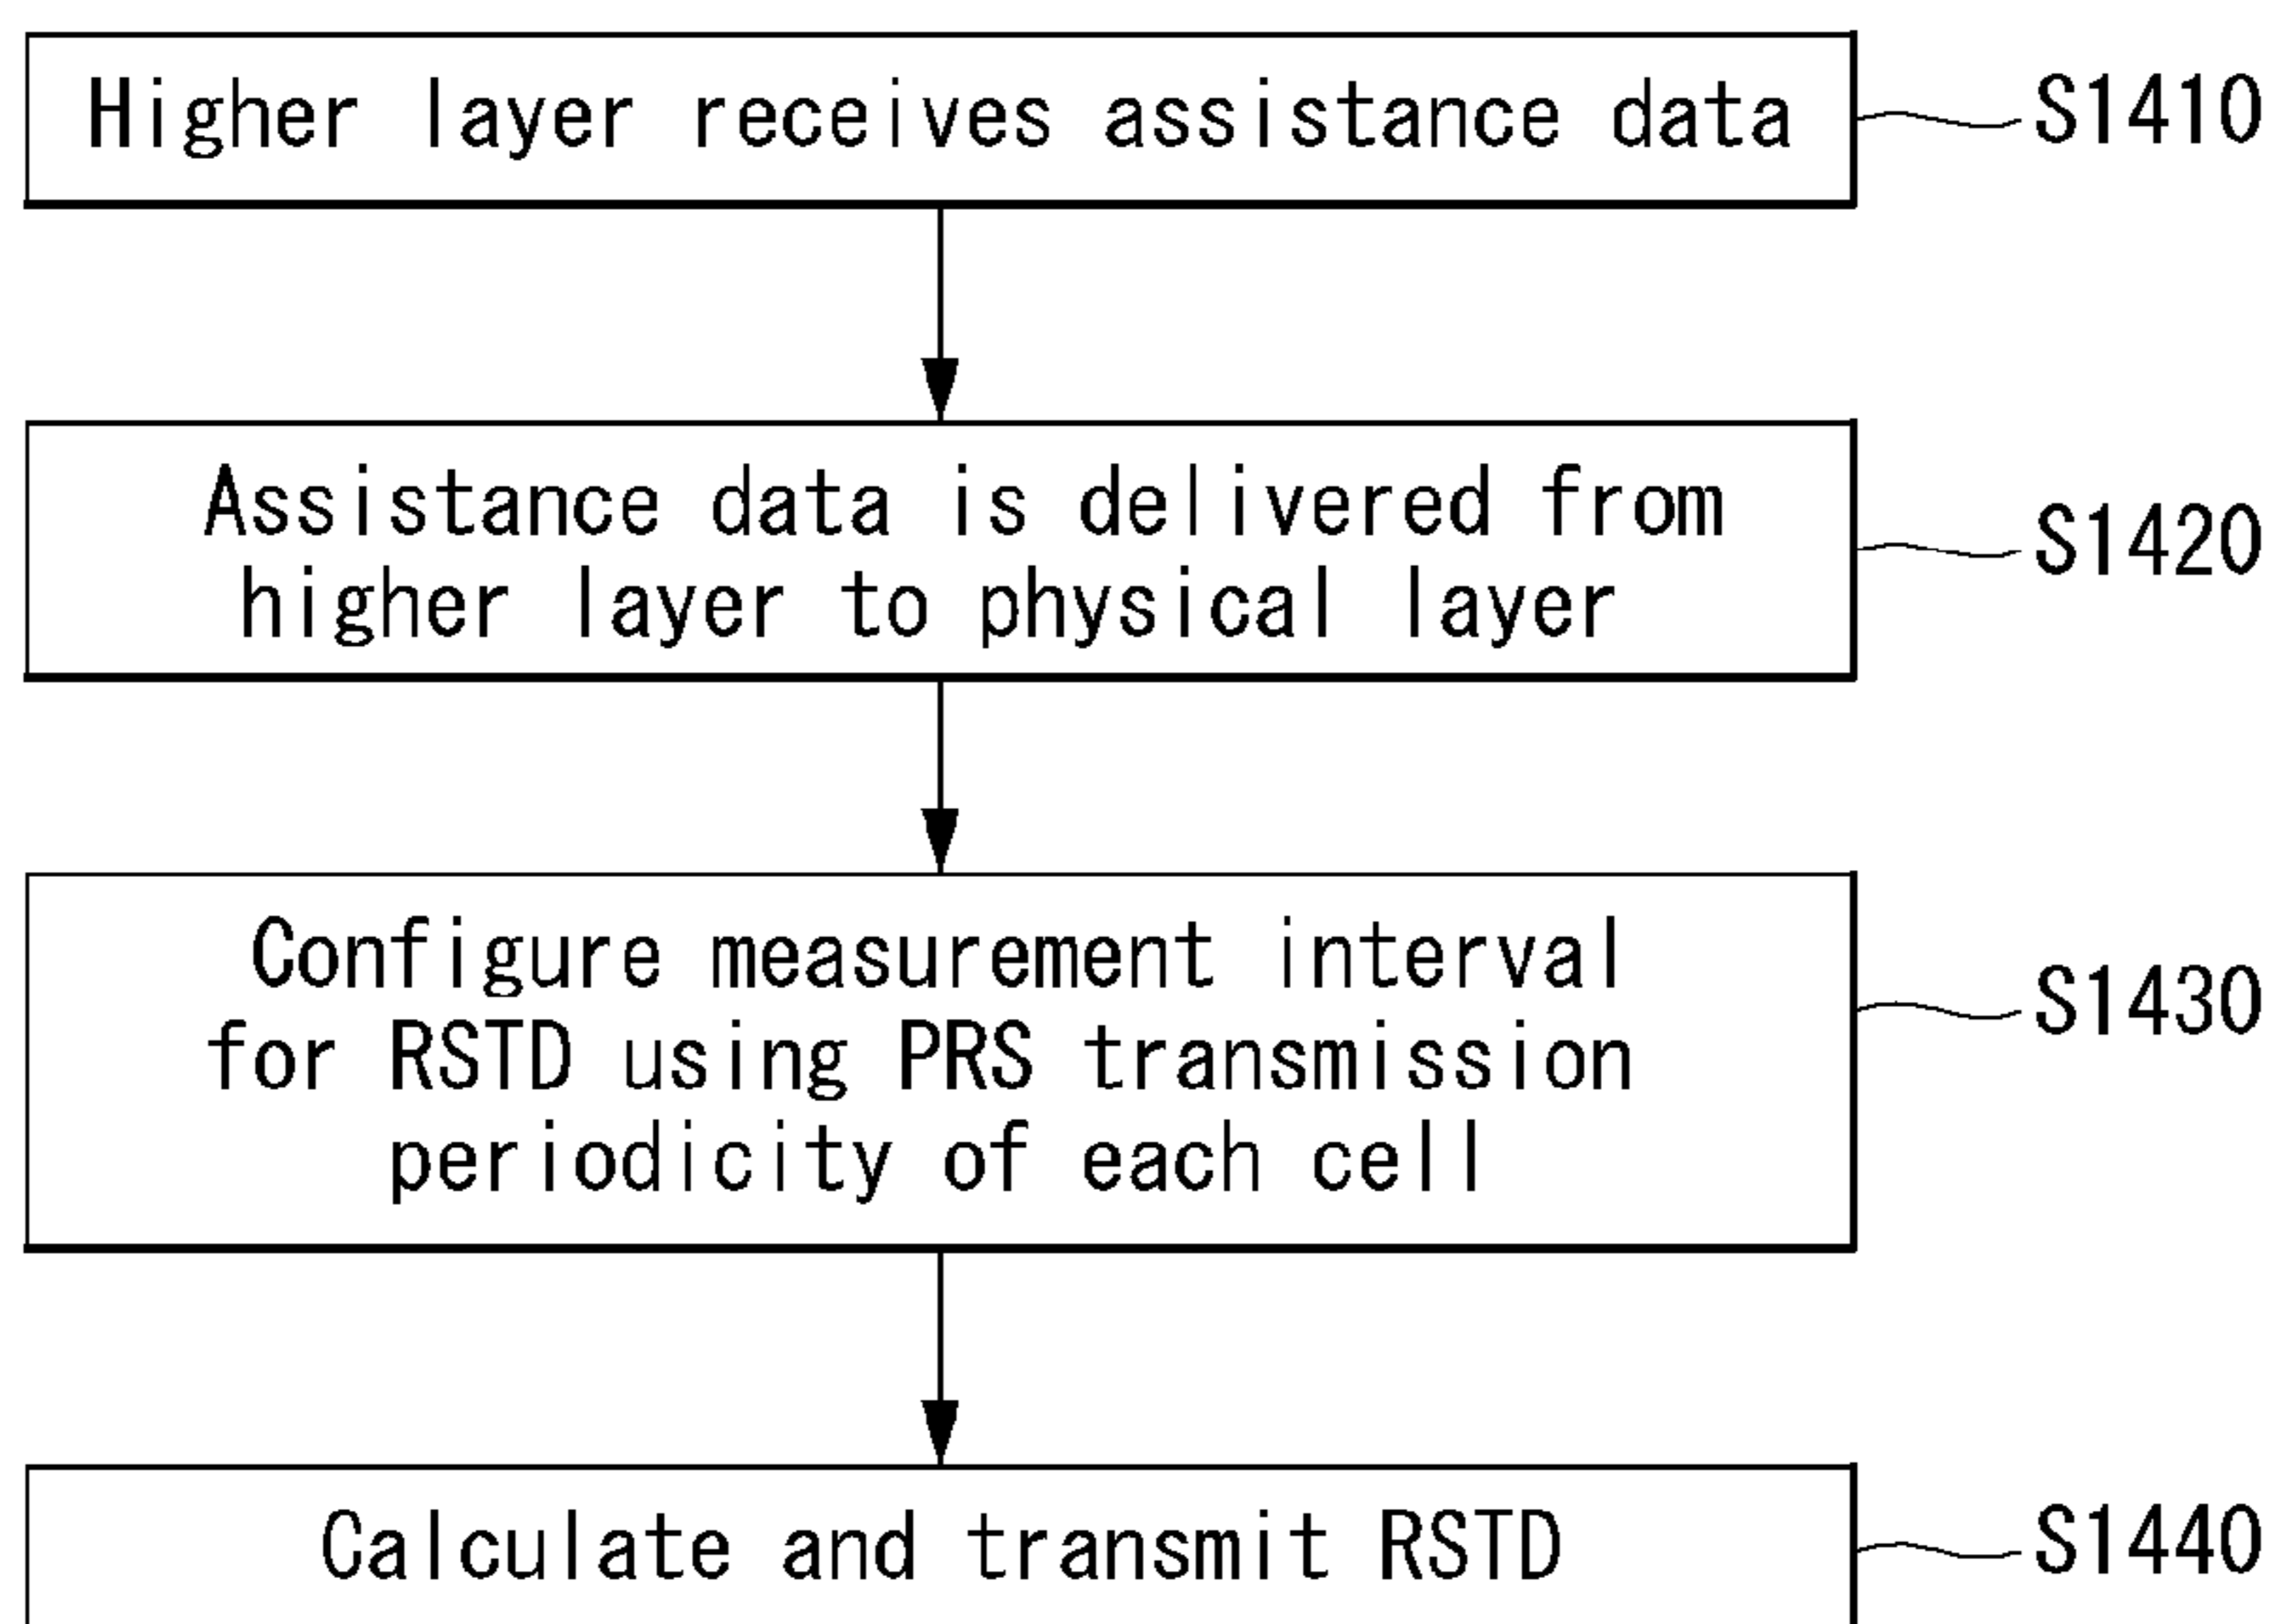 Higher layer receives assistance data
S1410
Assistance data is delivered from
higher layer to physical layer
S1420
Configure measurement interval
for RSTD using PRS transmission
periodicity of each cell
S1430
Calculate and transmit RSTD
S1440